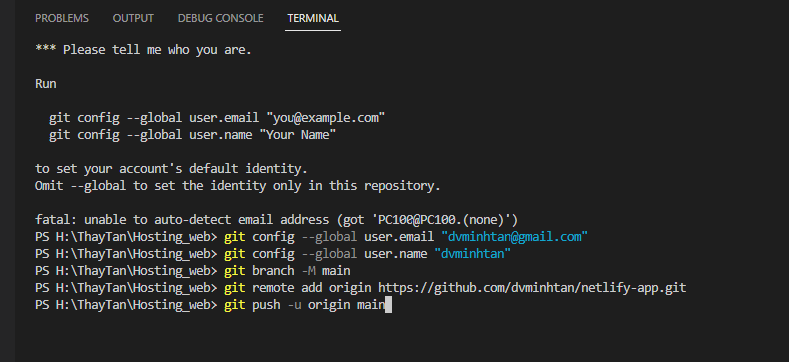 PROBLEMS OUTPUT DEBUG CONSOLE TERMINAL
*** Please tell me who you are.
Run
git config --global user.email "you@example.com"
git config --global user.name "Your Name"
to set your account's default identity.
Omit --global to set the identity only in this repository.
fatal: unable to auto-detect email address (got 'PC100@PC100.(none)')
PS H:\ThayTan\Hosting_web> git config --global user.email "dvminhtan@gmail.com"
PS H:\ThayTan\Hosting_web> git config --global user.name "dvminhtan"
PS H:\ThayTan\Hosting_web> git branch -M main
PS H:\ThayTan\Hosting_web> git remote add origin https://github.com/dvminhtan/netlify-app.git
PS H:\ThayTan\Hosting_web> git push -u origin main